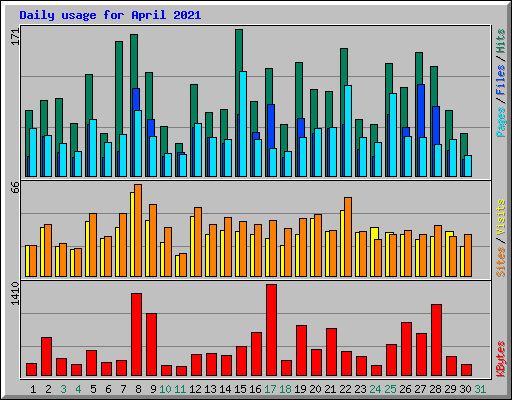 Daily usage for April 2021
171
Pages / Files / Hits
66
Sites / Visits
1410
KBytes
1 2 3 4 5 6 7 8 9 10 11 12 13 14 15 16 17 18 19 20 21 22 23 24 25 26 27 28 29 30 31